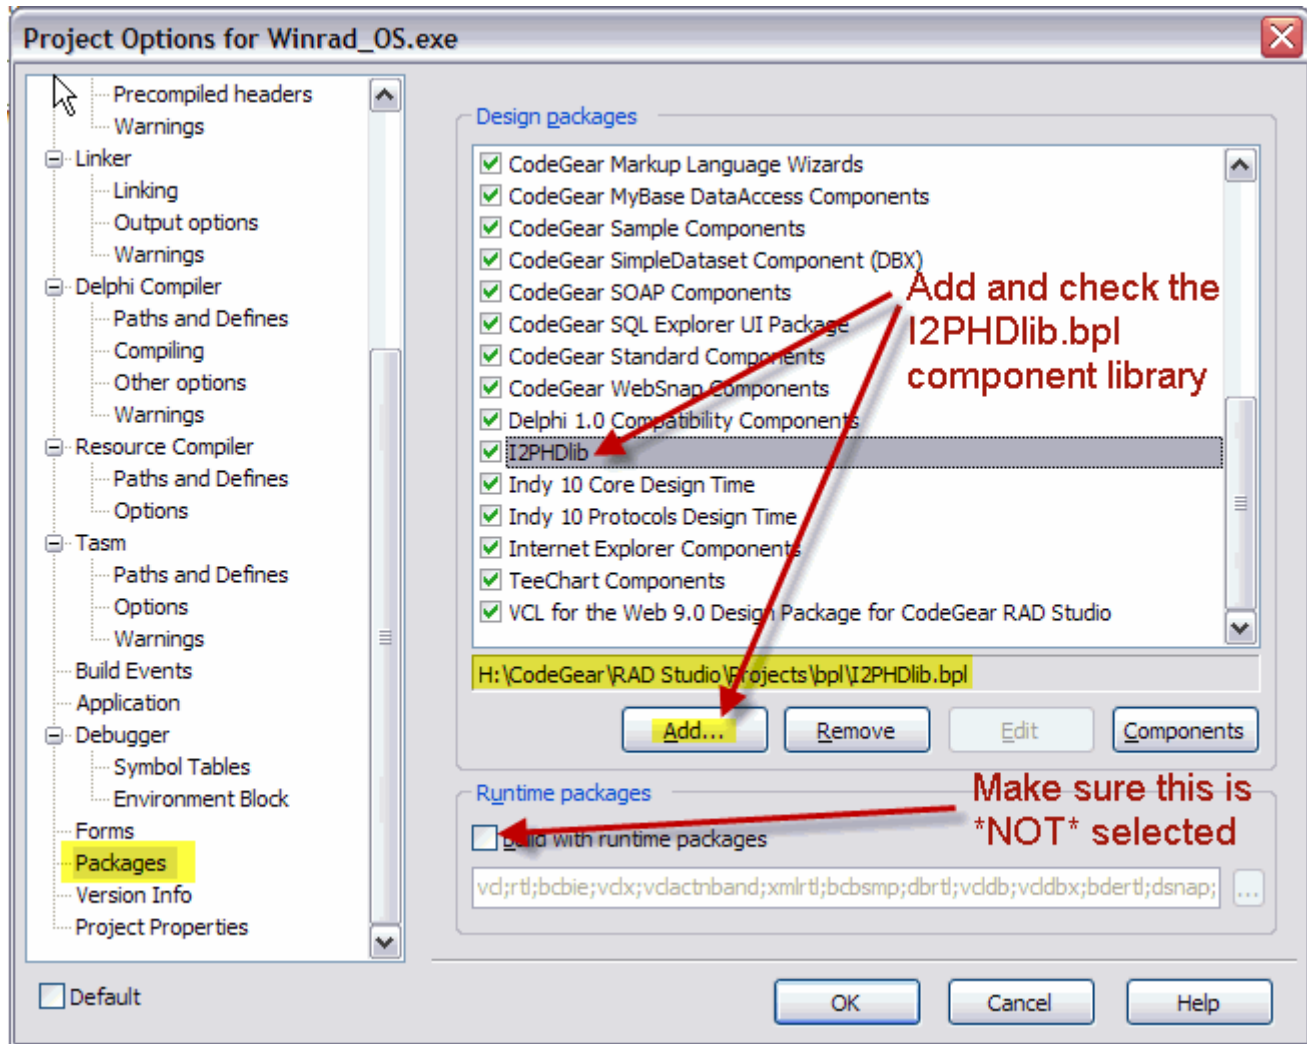 Project Options for Winrad_OS.exe
Precompiled headers
Warnings
Linker
Linking
Output options
Warnings
Delphi Compiler
Paths and Defines
Compiling
Other options
Warnings
Resource Compiler
Paths and Defines
Options
Tasm
Paths and Defines
Options
Warnings
Build Events
Application
Debugger
Symbol Tables
Environment Block
Forms
Packages
Version Info
Project Properties
Default
Design packages
CodeGear Markup Language Wizards
CodeGear MyBase DataAccess Components
CodeGear Sample Components
CodeGear SimpleDataset Component (DBX)
CodeGear SOAP Components
CodeGear SQL Explorer UI Package
CodeGear Standard Components
CodeGear WebSnap Components
Delphi 1.0 Compatibility Components
I2PHDlib
Indy 10 Core Design Time
Indy 10 Protocols Design Time
Internet Explorer Components
TeeChart Components
VCL for the Web 9.0 Design Package for CodeGear RAD Studio
Add and check the
I2PHDlib.bpl
component library
H:\CodeGear\RAD Studio\Projects\bpl\I2PHDlib.bpl
Add... Remove Edit Components
Runtime packages
Make sure this is
*NOT* selected
Build with runtime packages
vcl;rtl;bcbie;vclx;vclactnband;xmlrtl;bcbsmp;dbrtl;vcldb;vcldbx;bdertl;dsnap; ...
OK Cancel Help